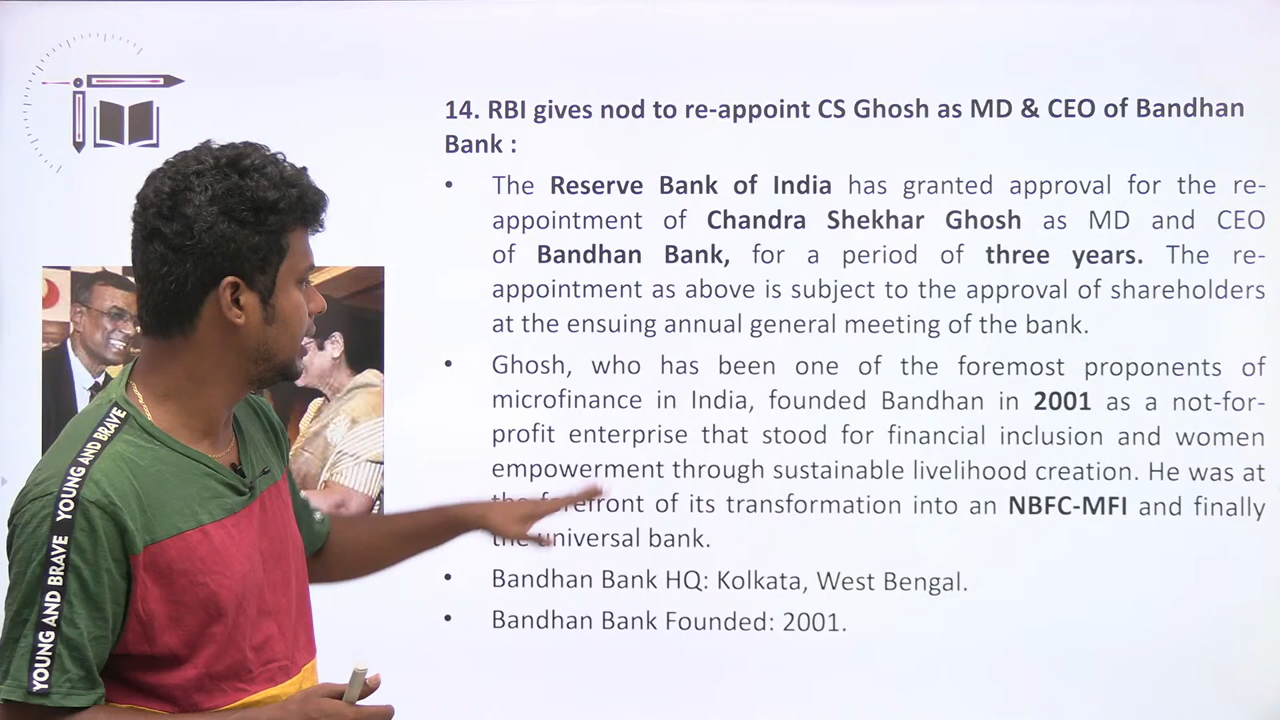 14. RBI gives nod to re-appoint CS Ghosh as MD & CEO of Bandhan
Bank :
• The Reserve Bank of India has granted approval for the re-
appointment of Chandra Shekhar Ghosh as MD and CEO
of Bandhan Bank, for a period of three years. The re-
appointment as above is subject to the approval of shareholders
at the ensuing annual general meeting of the bank.
• Ghosh, who has been one of the foremost proponents of
microfinance in India, founded Bandhan in 2001 as a not-for-
profit enterprise that stood for financial inclusion and women
empowerment through sustainable livelihood creation. He was at
the forefront of its transformation into an NBFC-MFI and finally
the universal bank.
• Bandhan Bank HQ: Kolkata, West Bengal.
• Bandhan Bank Founded: 2001.
YOUNG AND BRAVE YOUNG AND BRAVE